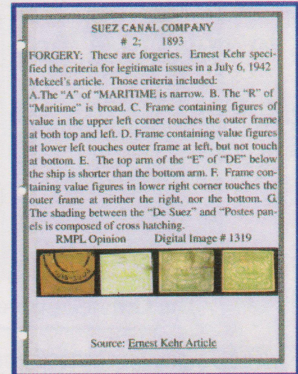 SUEZ CANAL COMPANY
# 2: 1893
FORGERY: These are forgeries. Ernest Kehr speci-
fied the criteria for legitimate issues in a July 6, 1942
Mekeel's article. Those criteria included:
A.The "A" of "MARITIME is narrow. B. The "R" of
"Maritime" is broad. C. Frame containing figures of
value in the upper left corner touches the outer frame
at both top and left. D. Frame containing value figures
at lower left touches outer frame at left, but not touch
at bottom. E. The top arm of the "E" of "DE" below
the ship is shorter than the bottom arm. F. Frame con-
taining value figures in lower right corner touches the
outer frame at neither the right, nor the bottom. G.
The shading between the "De Suez" and "Postes pan-
els is composed of cross hatching.
RMPL Opinion Digital Image # 1319
Source: Ernest Kehr Article